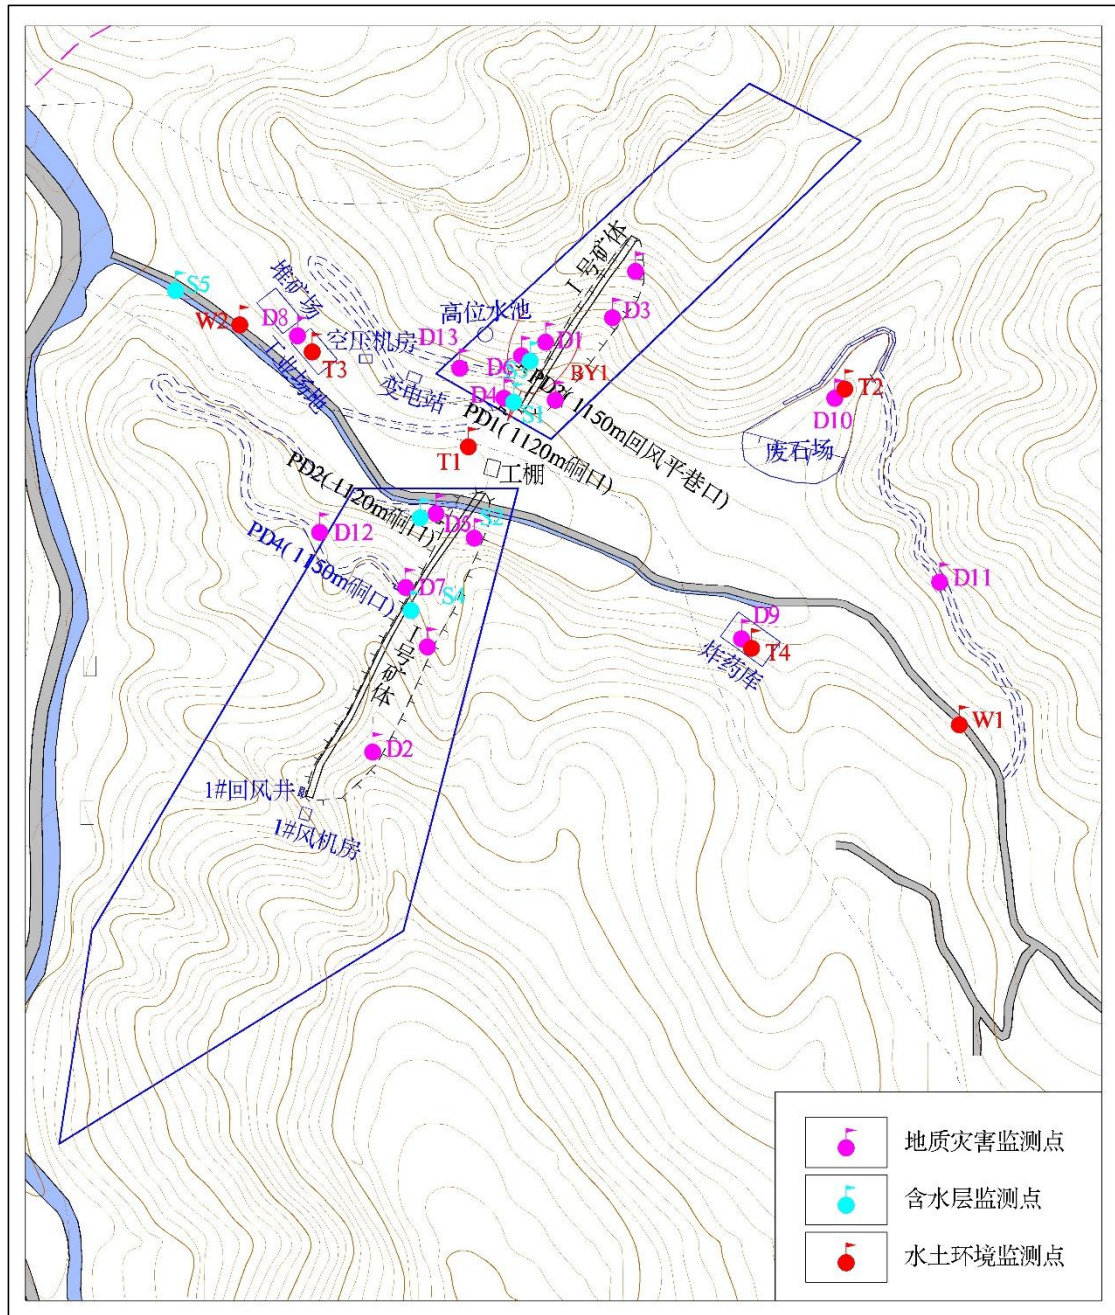 S5
堆矿场
高位水池
I号矿体
D3
W2
D8
空压机房
D13
D1
T3
D6
S3
BY1
工业场地
变电站
D4
S1
T2
D10
废石场
PD3(1150m回风平巷口)
PD1(1120m硐口)
T1
工棚
PD2(1120m硐口)
D5
S2
D12
PD4(1150m硐口)
D7
S4
D11
I号矿体
D9
T4
炸药库
W1
D2
1#回风井
1#风机房
地质灾害监测点
含水层监测点
水土环境监测点